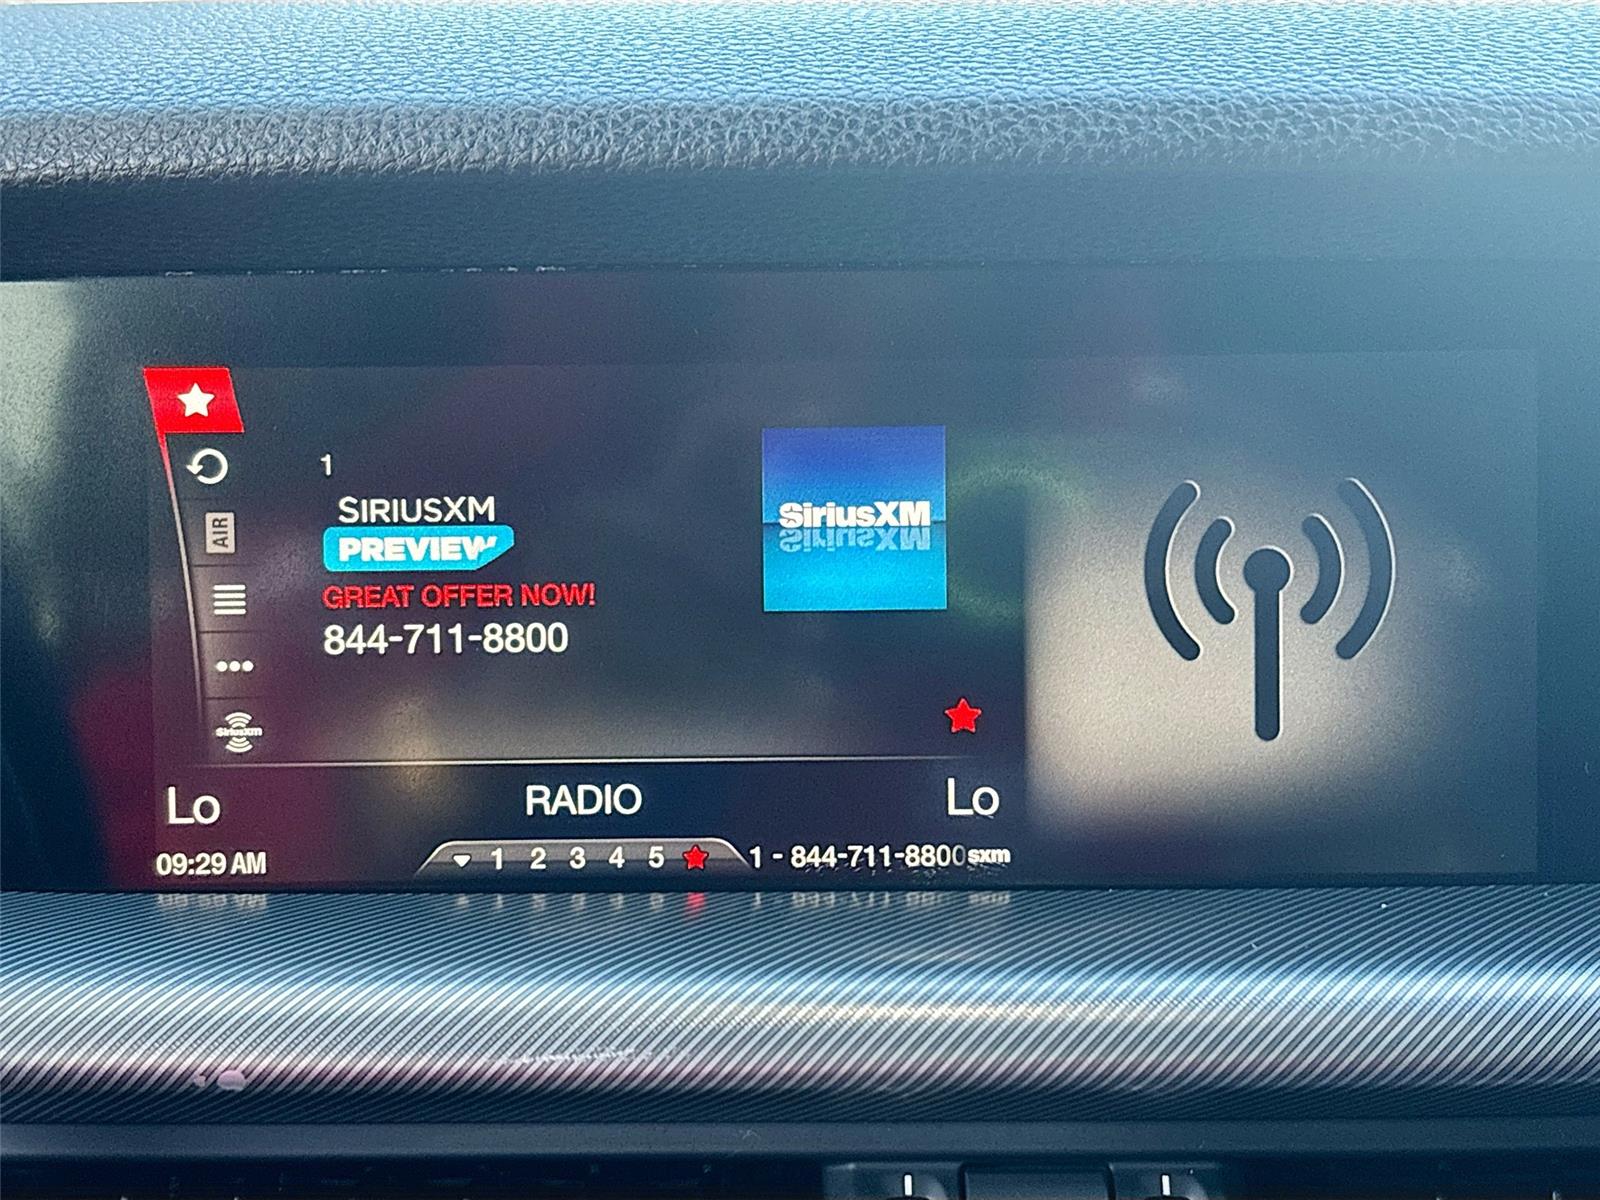 1
SIRIUSXM
PREVIEW
GREAT OFFER NOW!
844-711-8800
SiriusXM
AIR
SiriusXm
Lo
RADIO
Lo
09:29 AM
1 2 3 4 5
1 - 844-711-8800
sxm